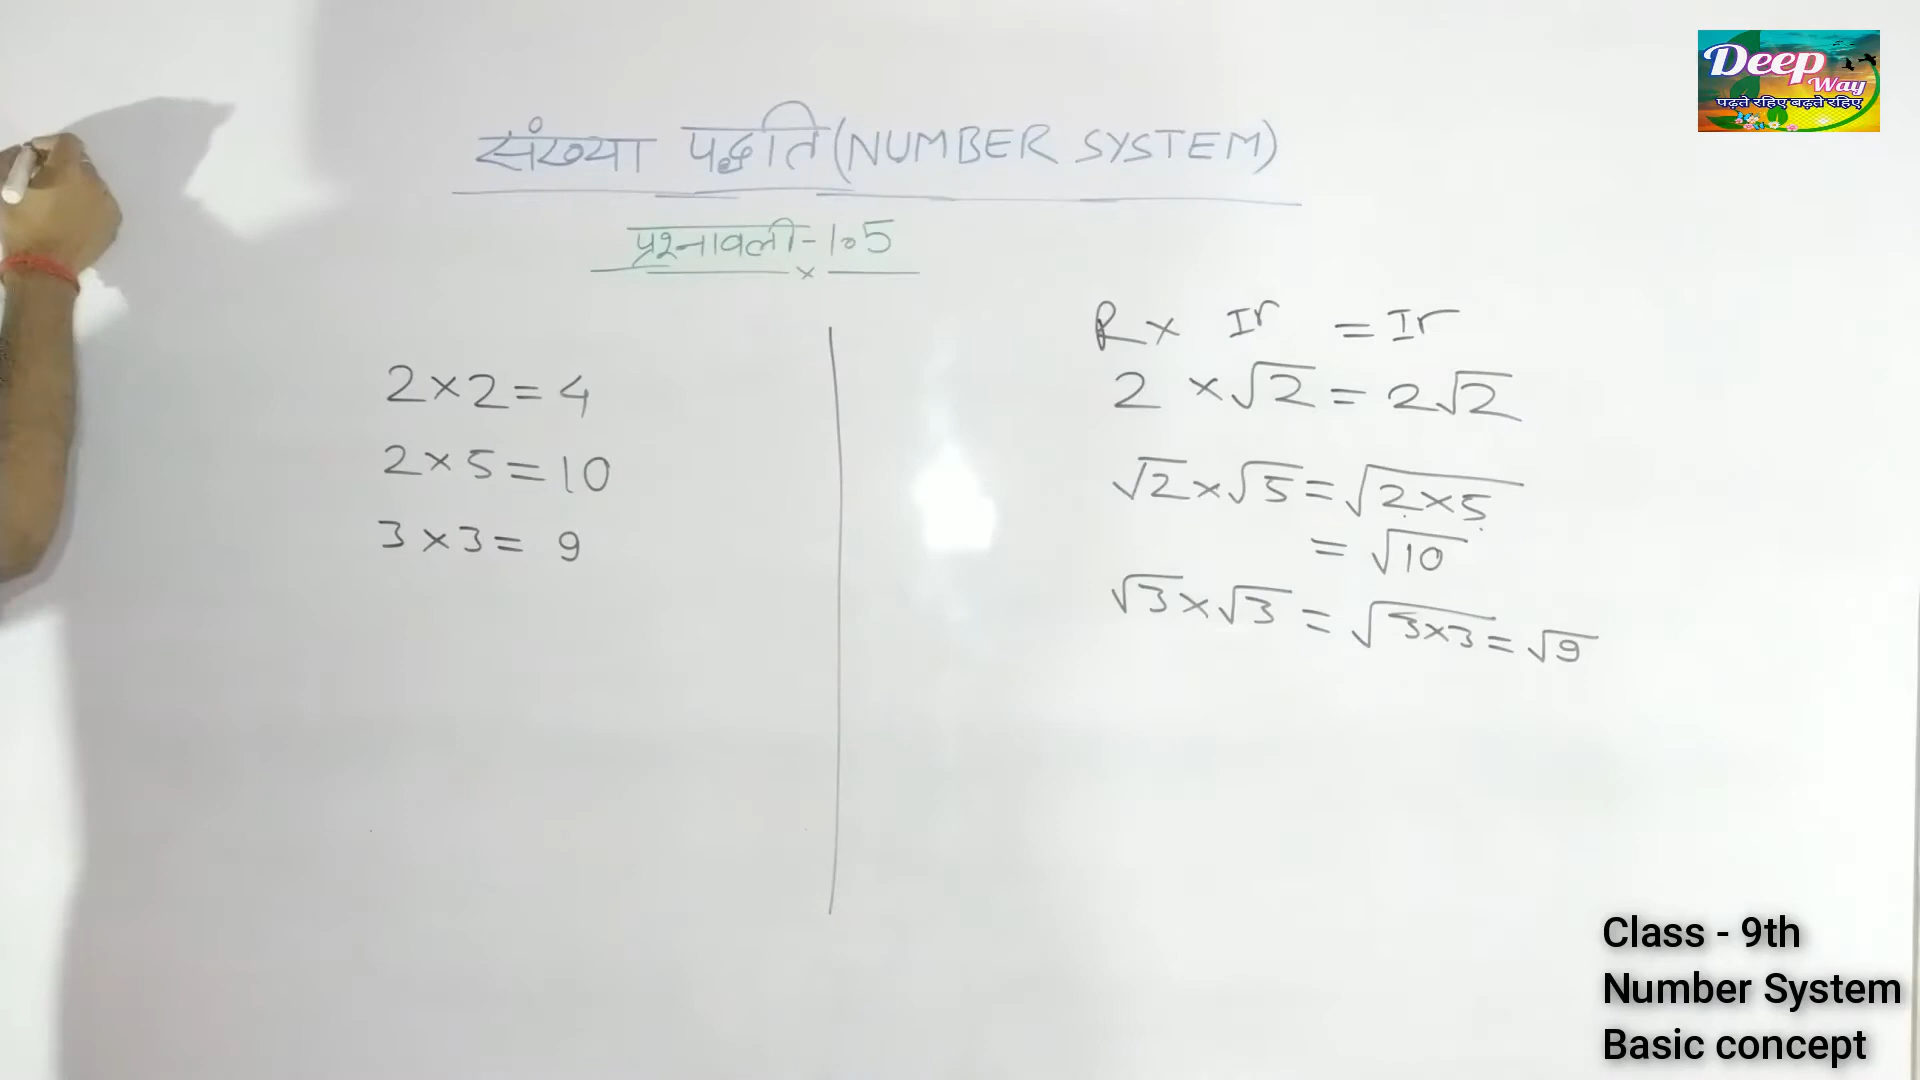 Deep
Way
पढ़ते रहिए बढ़ते रहिए
संख्या पद्धति (NUMBER SYSTEM)
प्रश्नावली-1.5
×
2×2=4
2×5=10
3×3= 9
R× Ir = Ir
2 ×√2 = 2√2
√2×√5=√2×5
= √10
√3×√3 = √3×3=√9
Class - 9th
Number System
Basic concept